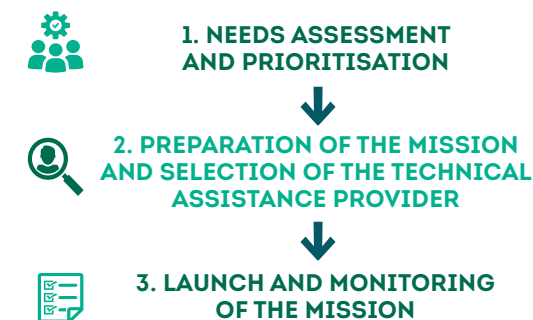 1. NEEDS ASSESSMENT
AND PRIORITISATION
2. PREPARATION OF THE MISSION
AND SELECTION OF THE TECHNICAL
ASSISTANCE PROVIDER
3. LAUNCH AND MONITORING
OF THE MISSION